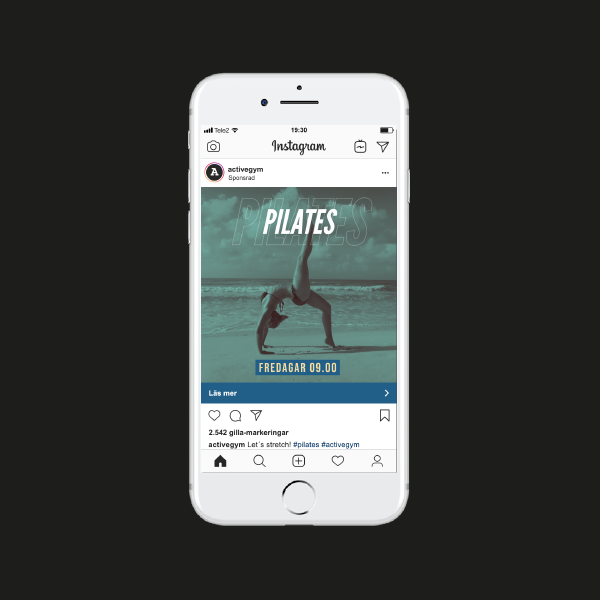 Tele2 19:30
Instagram
A
activegym
Sponsrad
PILATES
PILATES
FREDAGAR 09.00
Läs mer
2.542 gilla-markeringar
activegym Let´s stretch! #pilates #activegym